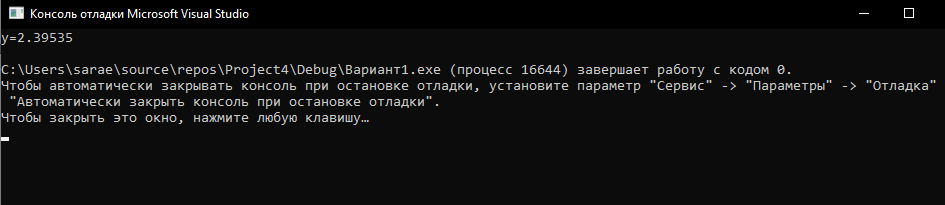 Консоль отладки Microsoft Visual Studio
y=2.39535
C:\Users\sarae\source\repos\Project4\Debug\Вариант1.exe (процесс 16644) завершает работу с кодом 0.
Чтобы автоматически закрывать консоль при остановке отладки, установите параметр "Сервис" -> "Параметры" -> "Отладка"
"Автоматически закрыть консоль при остановке отладки".
Чтобы закрыть это окно, нажмите любую клавишу…